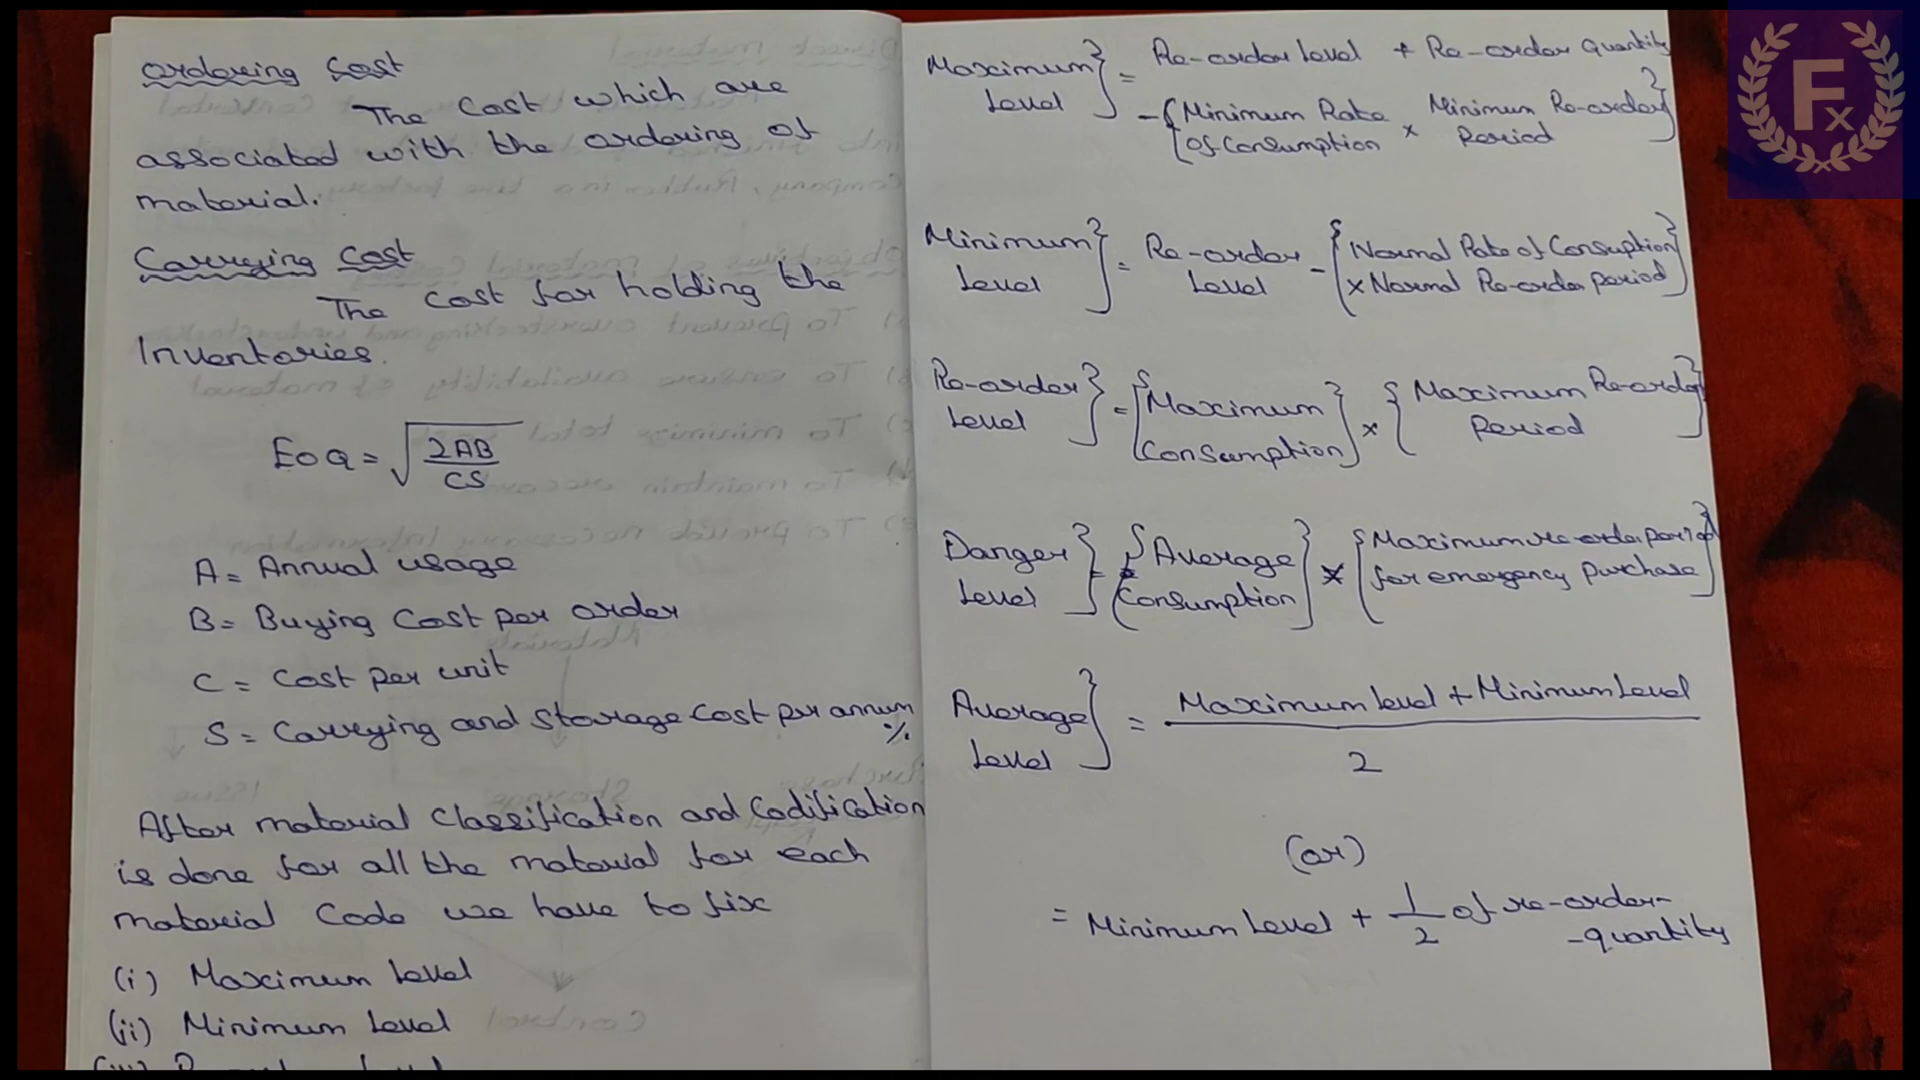 Ordering Cost
The Cost which are
associated with the ordering of
material.
Carrying Cost
The Cost for holding the
Inventories.
EOQ = √2AB/CS
A = Annual usage
B = Buying Cost per order
C = Cost per unit
S = Carrying and Storage Cost per annum
%
After material classification and Codification
is done for all the material for each
material Code we have to fix
(i) Maximum Level
(ii) Minimum Level
Maximum Level } = Re-order Level + Re-order quantity
- { Minimum Rate of Consumption × Minimum Re-order Period }
Minimum Level } = Re-order Level - { Normal Rate of Consuption
× Normal Re-order period }
Re-order Level } = { Maximum Consumption } × { Maximum Re-order Period }
Danger Level } = { Average Consumption } × { Maximum re-order period
for emergency purchase }
Average Level } = Maximum Level + Minimum Level
2
(or)
= Minimum Level + 1/2 of re-order-
-quantity
Fx